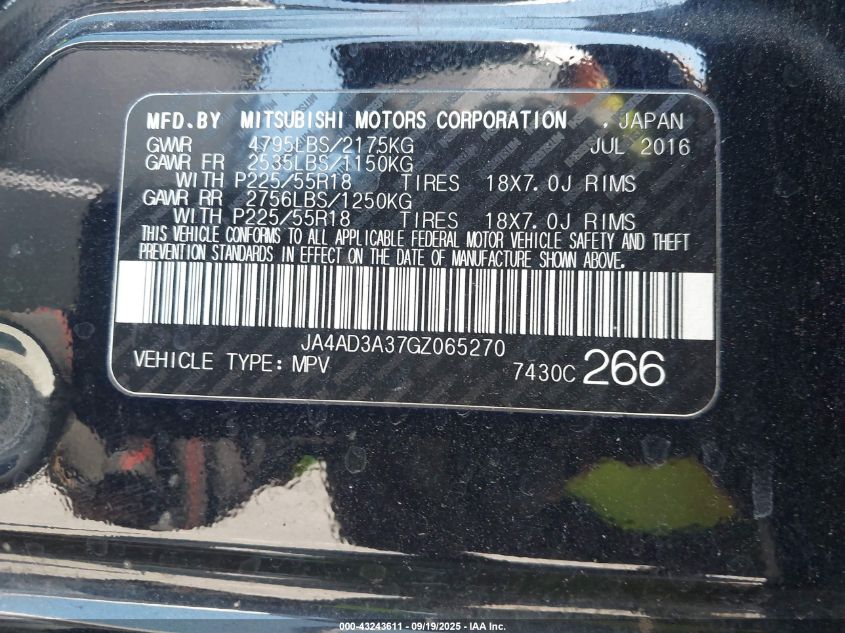 MFD.BY MITSUBISHI MOTORS CORPORATION , JAPAN
GVWR 4795LBS/2175KG JUL 2016
GAWR FR 2535LBS/1150KG
WITH P225/55R18 TIRES 18X7.0J RIMS
GAWR RR 2756LBS/1250KG
WITH P225/55R18 TIRES 18X7.0J RIMS
THIS VEHICLE CONFORMS TO ALL APPLICABLE FEDERAL MOTOR VEHICLE SAFETY AND THEFT
PREVENTION STANDARDS IN EFFECT ON THE DATE OF MANUFACTURE SHOWN ABOVE.
JA4AD3A37GZ065270
VEHICLE TYPE: MPV 7430C 266
000-43243611 - 09/19/2025 - IAA Inc.